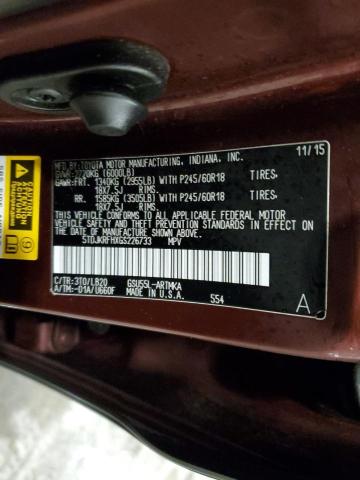 MFD.BY:TOYOTA MOTOR MANUFACTURING, INDIANA, INC. 11/15
GVWR:2720KG (6000LB)
GAWR:FRT. 1340KG (2955LB) WITH P245/60R18 TIRES,
18X7.5J RIMS.
RR. 1585KG (3505LB) WITH P245/60R18 TIRES,
18X7.5J RIMS.
THIS VEHICLE CONFORMS TO ALL APPLICABLE FEDERAL MOTOR
VEHICLE SAFETY, BUMPER, AND THEFT PREVENTION STANDARDS
IN EFFECT ON THE DATE OF MANUFACTURE SHOWN ABOVE.
5TDJKRFHXGS226733 MPV
C/TR:3T0/LB20 GSU55L-ARTMKA
A/TM:-01A/U660F MADE IN U.S.A. 554 A